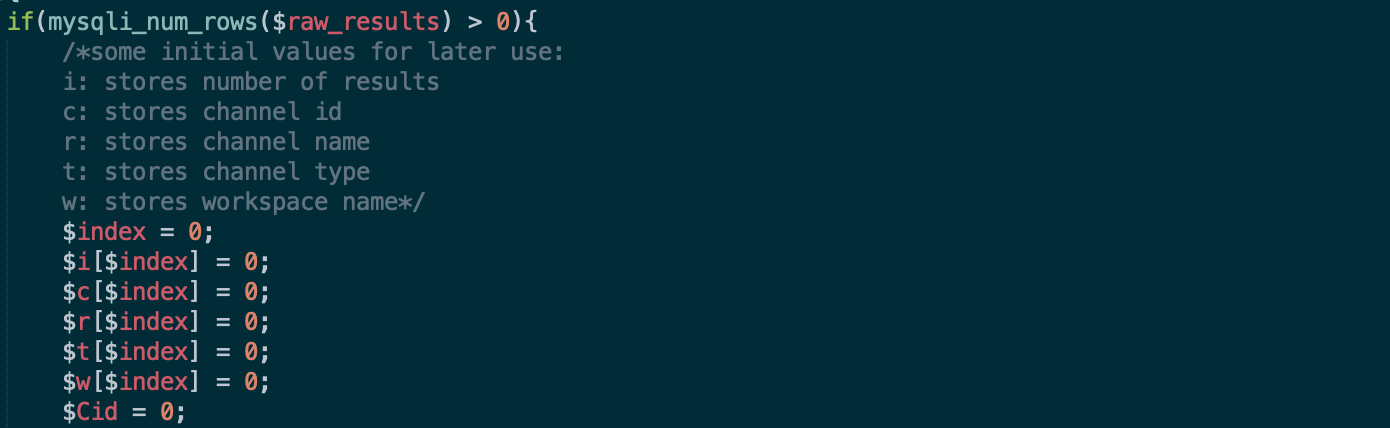 if(mysqli_num_rows($raw_results) > 0){
/*some initial values for later use:
i: stores number of results
c: stores channel id
r: stores channel name
t: stores channel type
w: stores workspace name*/
$index = 0;
$i[$index] = 0;
$c[$index] = 0;
$r[$index] = 0;
$t[$index] = 0;
$w[$index] = 0;
$Cid = 0;